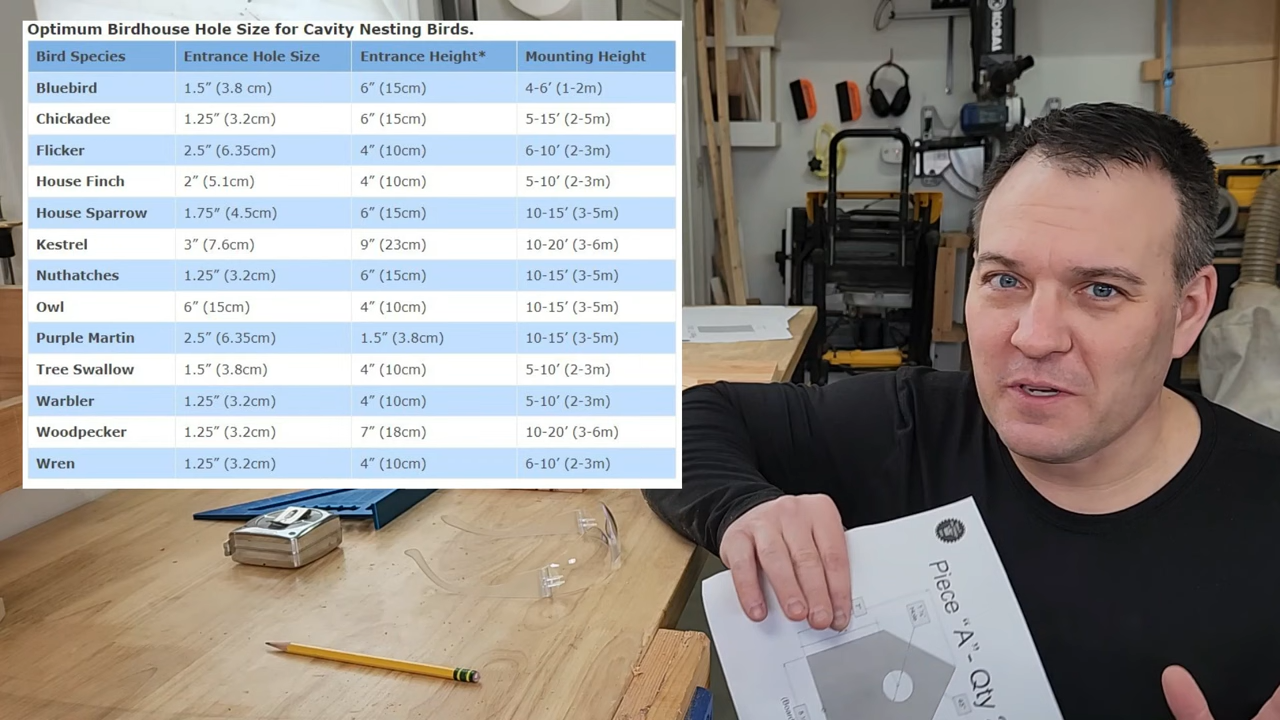 Optimum Birdhouse Hole Size for Cavity Nesting Birds.
Bird Species Entrance Hole Size Entrance Height* Mounting Height
Bluebird 1.5” (3.8 cm) 6” (15cm) 4-6’ (1-2m)
Chickadee 1.25” (3.2cm) 6” (15cm) 5-15’ (2-5m)
Flicker 2.5” (6.35cm) 4” (10cm) 6-10’ (2-3m)
House Finch 2” (5.1cm) 4” (10cm) 5-10’ (2-3m)
House Sparrow 1.75” (4.5cm) 6” (15cm) 10-15’ (3-5m)
Kestrel 3” (7.6cm) 9” (23cm) 10-20’ (3-6m)
Nuthatches 1.25” (3.2cm) 6” (15cm) 10-15’ (3-5m)
Owl 6” (15cm) 4” (10cm) 10-15’ (3-5m)
Purple Martin 2.5” (6.35cm) 1.5” (3.8cm) 10-15’ (3-5m)
Tree Swallow 1.5” (3.8cm) 4” (10cm) 5-10’ (2-3m)
Warbler 1.25” (3.2cm) 4” (10cm) 5-10’ (2-3m)
Woodpecker 1.25” (3.2cm) 7” (18cm) 10-20’ (3-6m)
Wren 1.25” (3.2cm) 4” (10cm) 6-10’ (2-3m)
KOBALT
Piece “A”- Qty
45°